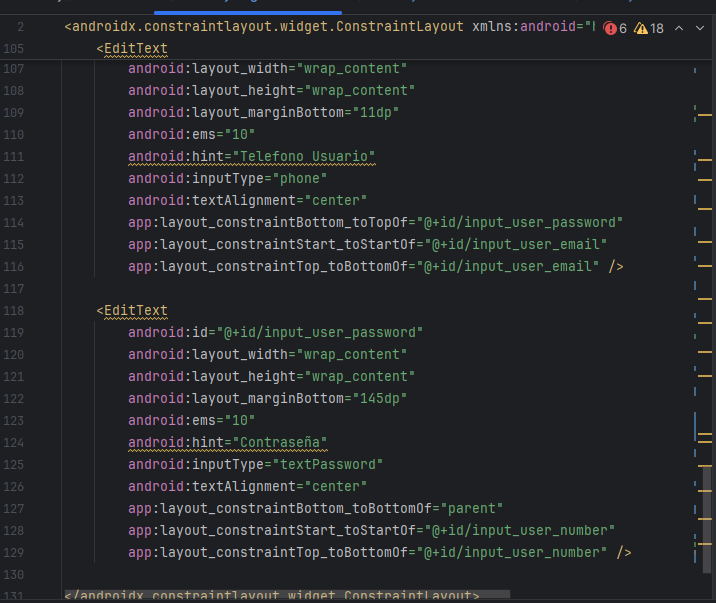 2 <androidx.constraintlayout.widget.ConstraintLayout xmlns:android="h 6 18
105 <EditText
107 android:layout_width="wrap_content"
108 android:layout_height="wrap_content"
109 android:layout_marginBottom="11dp"
110 android:ems="10"
111 android:hint="Telefono Usuario"
112 android:inputType="phone"
113 android:textAlignment="center"
114 app:layout_constraintBottom_toTopOf="@+id/input_user_password"
115 app:layout_constraintStart_toStartOf="@+id/input_user_email"
116 app:layout_constraintTop_toBottomOf="@+id/input_user_email" />
117
118 <EditText
119 android:id="@+id/input_user_password"
120 android:layout_width="wrap_content"
121 android:layout_height="wrap_content"
122 android:layout_marginBottom="145dp"
123 android:ems="10"
124 android:hint="Contraseña"
125 android:inputType="textPassword"
126 android:textAlignment="center"
127 app:layout_constraintBottom_toBottomOf="parent"
128 app:layout_constraintStart_toStartOf="@+id/input_user_number"
129 app:layout_constraintTop_toBottomOf="@+id/input_user_number" />
130
131 </androidx.constraintlayout.widget.ConstraintLayout>